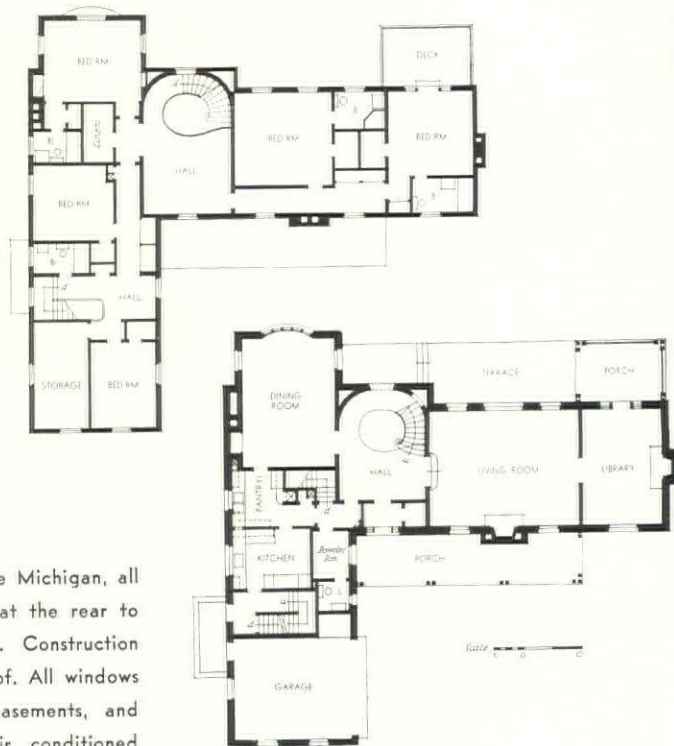 DECK
BED RM
BED RM
BED RM
B
B
Linens
HALL
BED RM
B
B
HALL
STORAGE
BED RM
DINING ROOM
TERRACE
PORCH
HALL
LIVING ROOM
LIBRARY
PANTRY
KITCHEN
Powder Rm.
PORCH
L
GARAGE
Scale
e Michigan, all
at the rear to
. Construction
of. All windows
asements, and
ir conditioned